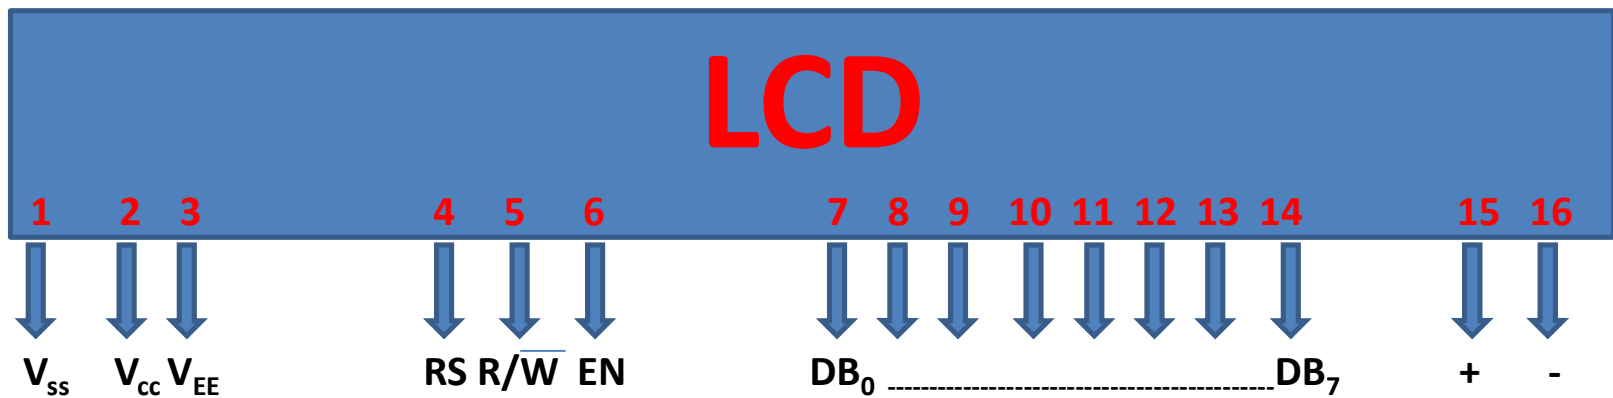 LCD
1 2 3 4 5 6 7 8 9 10 11 12 13 14 15 16
Vss Vcc VEE RS R/W̅ EN DB0 ------------------------------------------DB7 + -